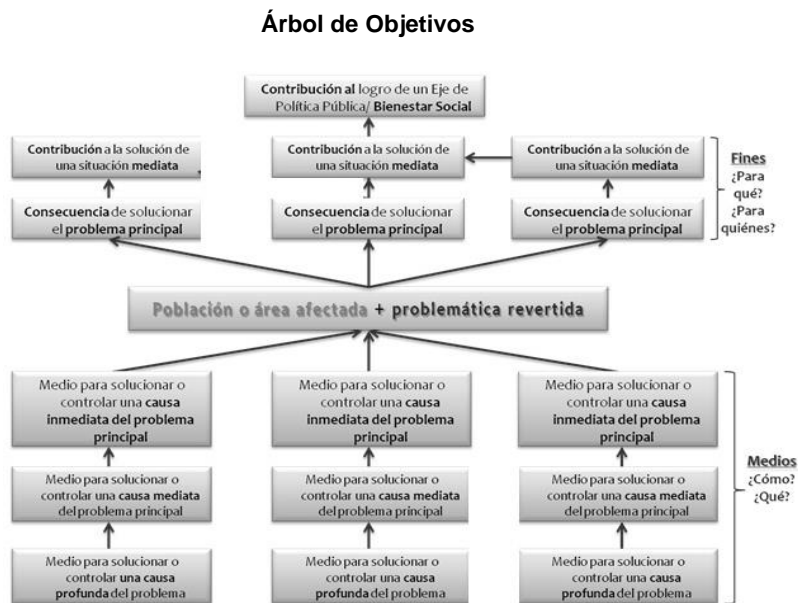 Árbol de Objetivos
Contribución al logro de un Eje de
Política Pública/ Bienestar Social
Contribución a la solución de
una situación mediata
Contribución a la solución de
una situación mediata
Contribución a la solución de
una situación mediata
Consecuencia de solucionar
el problema principal
Consecuencia de solucionar
el problema principal
Consecuencia de solucionar
el problema principal
Fines
¿Para
qué?
¿Para
quiénes?
Población o área afectada + problemática revertida
Medio para solucionar o
controlar una causa
inmediata del problema
principal
Medio para solucionar o
controlar una causa
inmediata del problema
principal
Medio para solucionar o
controlar una causa
inmediata del problema
principal
Medio para solucionar o
controlar una causa mediata
del problema principal
Medio para solucionar o
controlar una causa mediata
del problema principal
Medio para solucionar o
controlar una causa mediata
del problema principal
Medio para solucionar o
controlar una causa
profunda del problema
Medio para solucionar o
controlar una causa
profunda del problema
Medio para solucionar o
controlar una causa
profunda del problema
Medios
¿Cómo?
¿Qué?